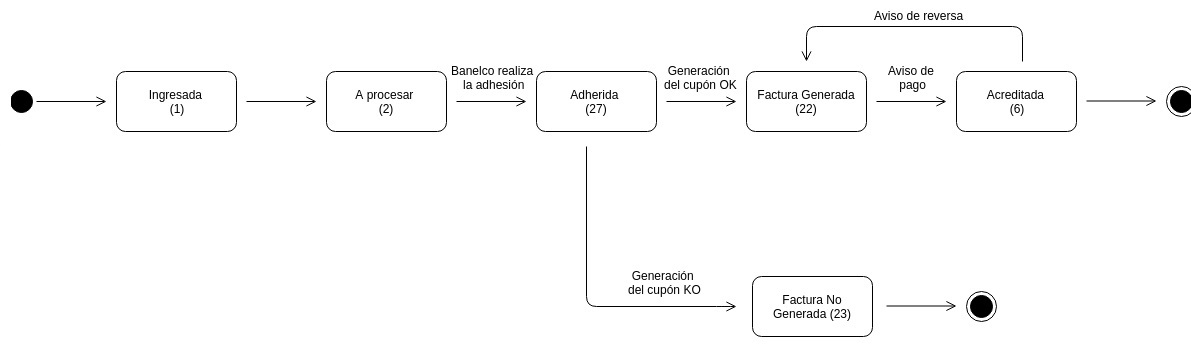 Aviso de reversa
Ingresada
(1)
A procesar
(2)
Banelco realiza
la adhesión
Adherida
(27)
Generación
del cupón OK
Factura Generada
(22)
Aviso de
pago
Acreditada
(6)
Generación
del cupón KO
Factura No
Generada (23)